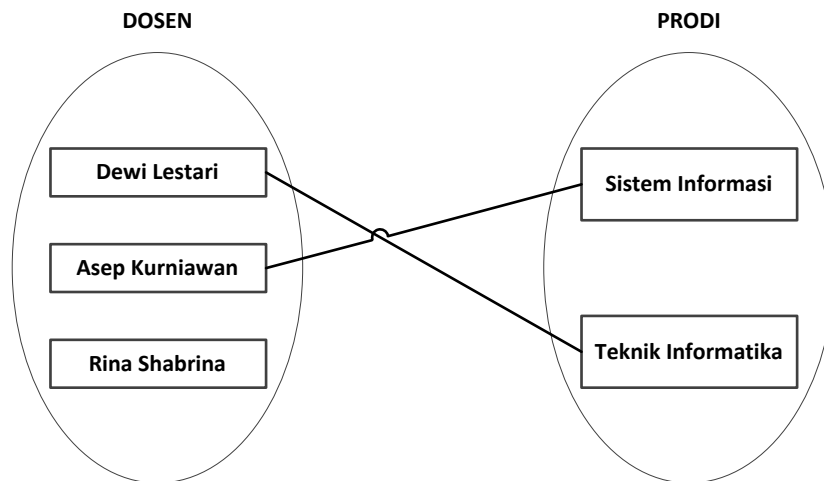 DOSEN
PRODI
Dewi Lestari
Asep Kurniawan
Rina Shabrina
Sistem Informasi
Teknik Informatika